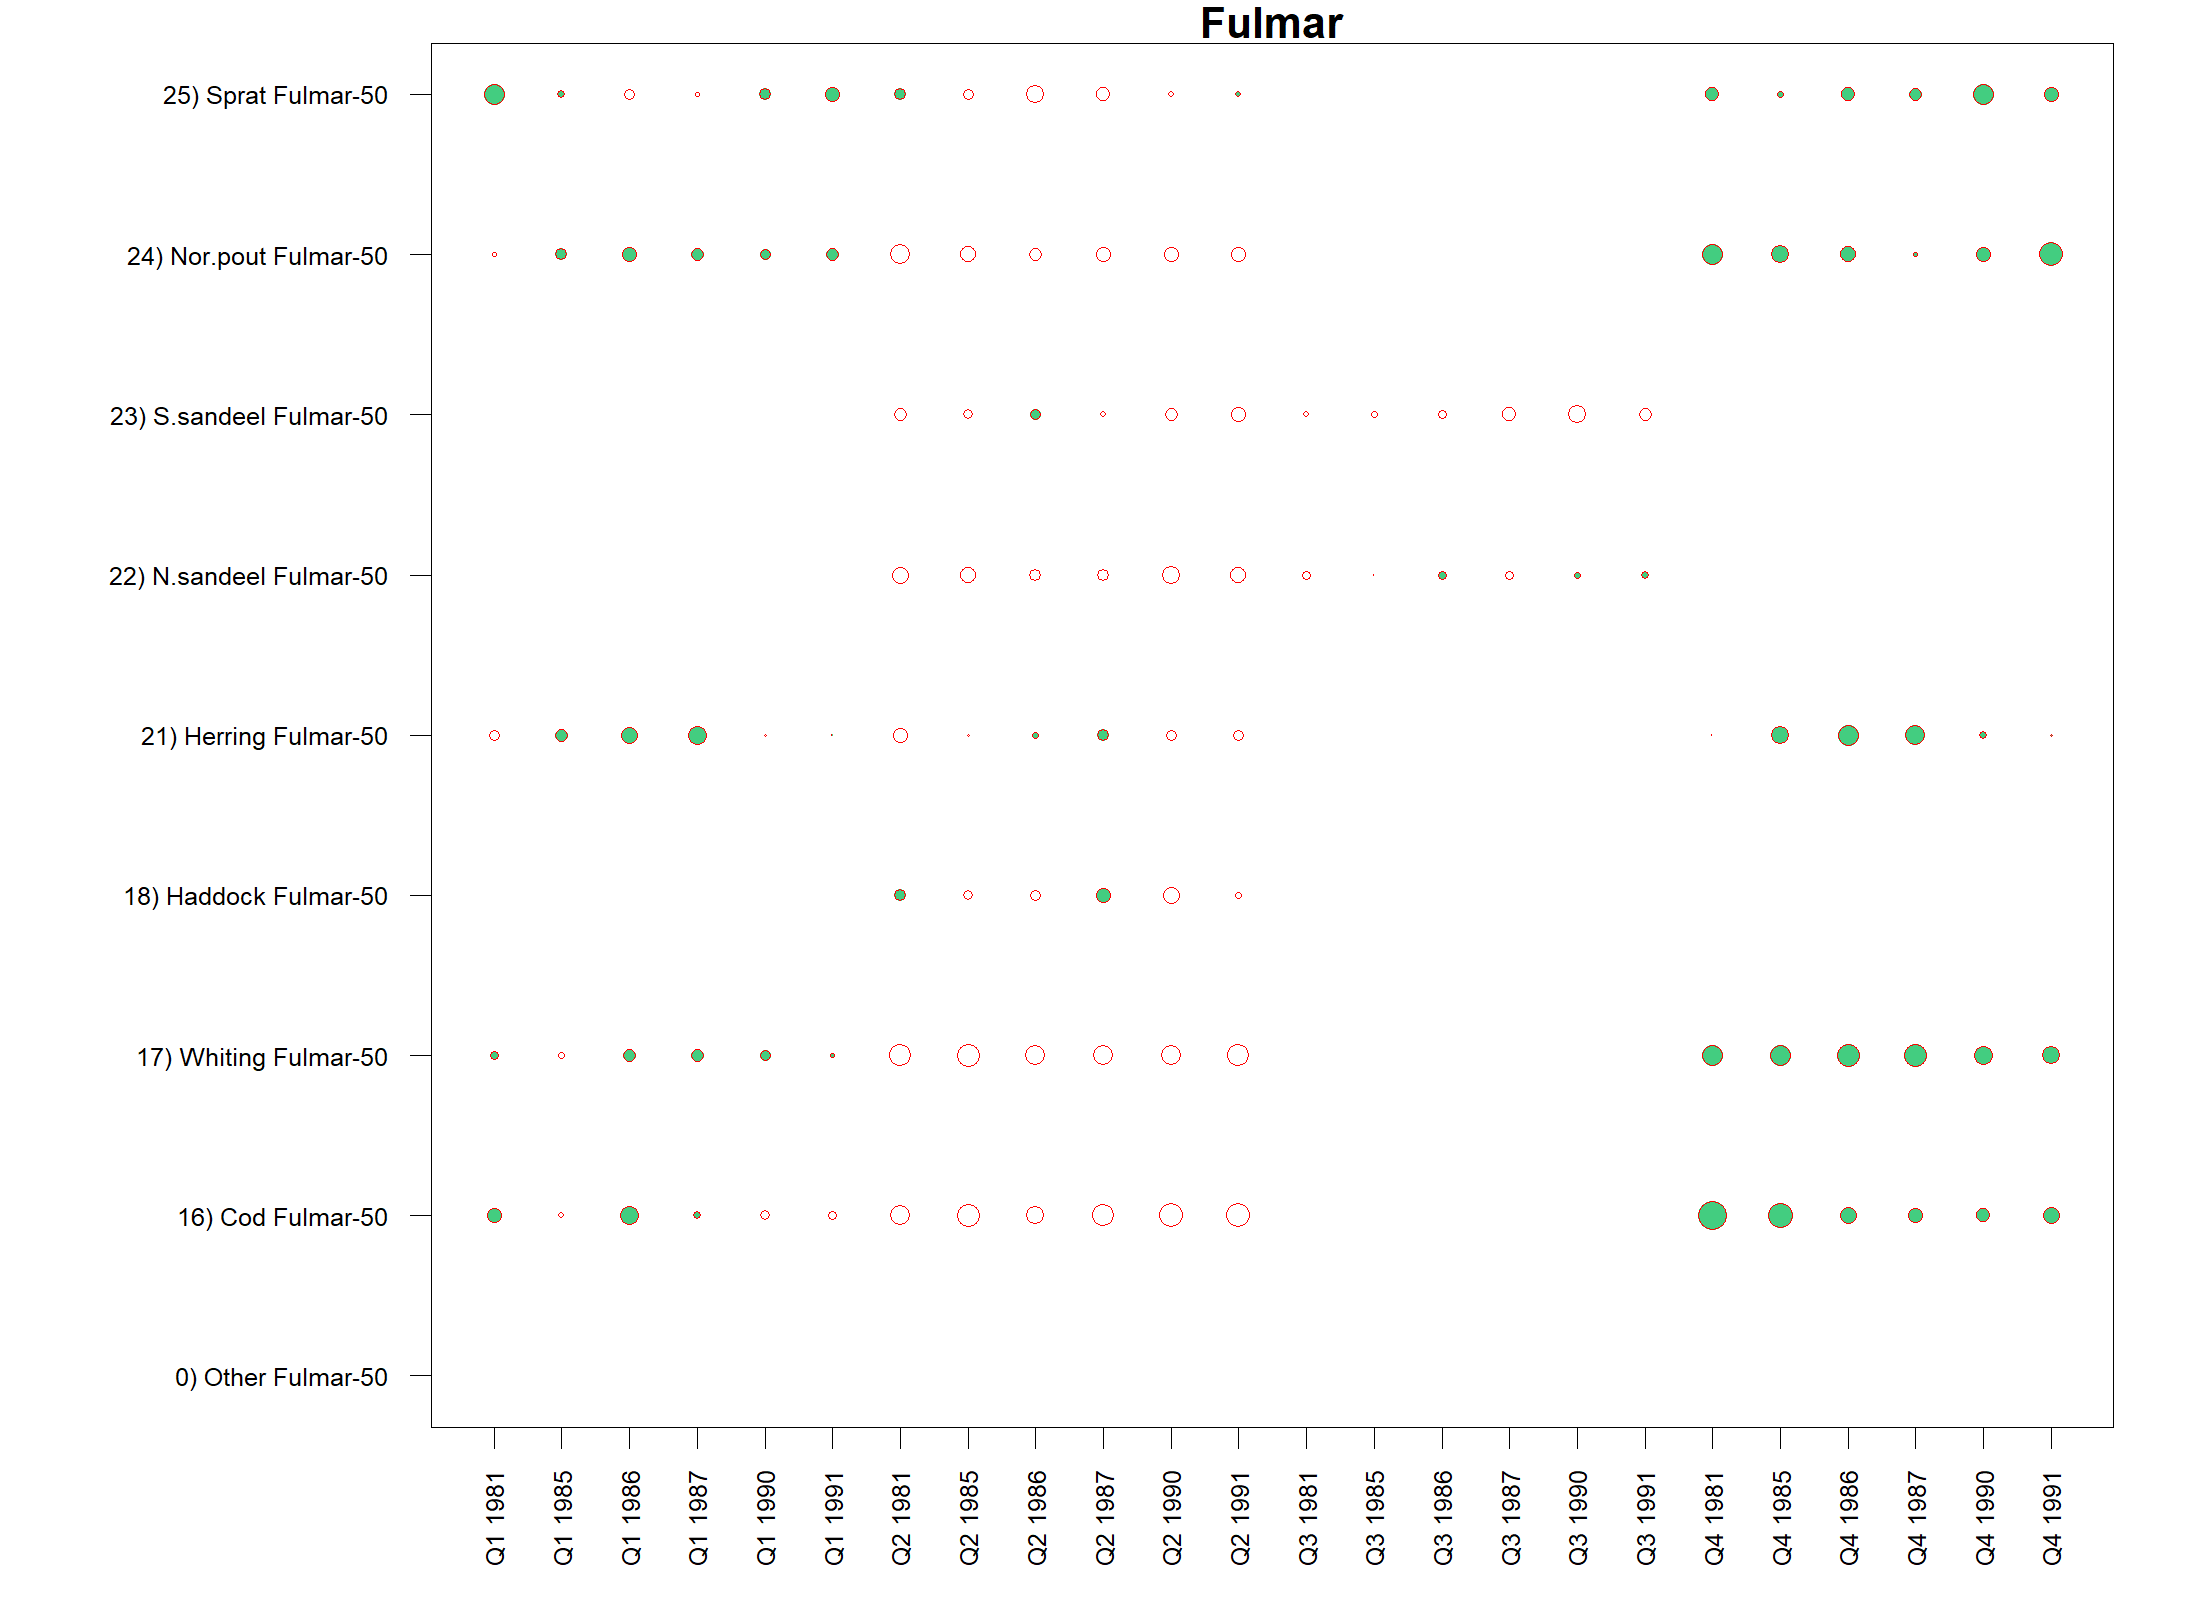 Fulmar
25) Sprat Fulmar-50
24) Nor.pout Fulmar-50
23) S.sandeel Fulmar-50
22) N.sandeel Fulmar-50
21) Herring Fulmar-50
18) Haddock Fulmar-50
17) Whiting Fulmar-50
16) Cod Fulmar-50
0) Other Fulmar-50
Q1 1981
Q1 1985
Q1 1986
Q1 1987
Q1 1990
Q1 1991
Q2 1981
Q2 1985
Q2 1986
Q2 1987
Q2 1990
Q2 1991
Q3 1981
Q3 1985
Q3 1986
Q3 1987
Q3 1990
Q3 1991
Q4 1981
Q4 1985
Q4 1986
Q4 1987
Q4 1990
Q4 1991